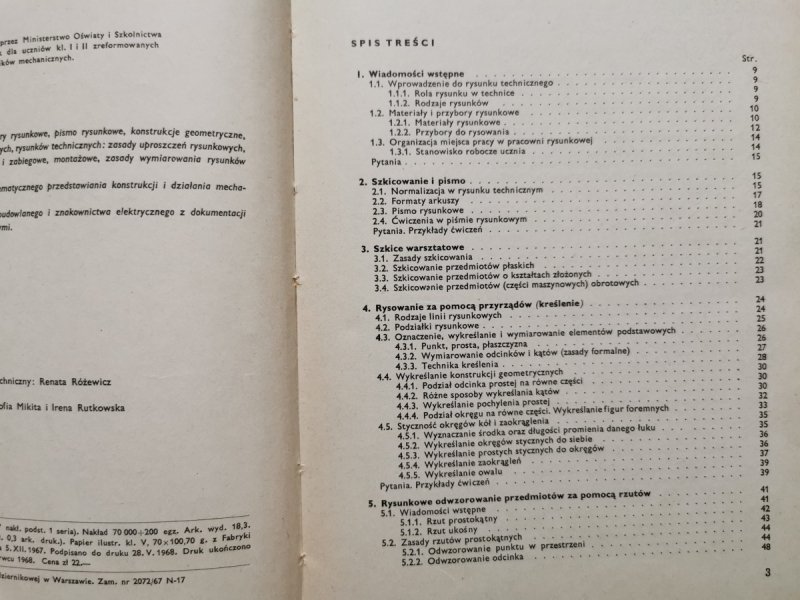 przez Ministerstwo Oświaty i Szkolnictwa
dla uczniów kl. I i II zreformowanych
ików mechanicznych.
ry rysunkowe, pismo rysunkowe, konstrukcje geometryczne,
ych, rysunków technicznych: zasady uproszczeń rysunkowych,
i zabiegowe, montażowe, zasady wymiarowania rysunków
ematycznego przedstawiania konstrukcji i działania mecha-
budowlanego i znakownictwa elektrycznego z dokumentacji
ymi.
chniczny: Renata Różewicz
ofia Mikita i Irena Rutkowska
nakł. podst. 1 seria). Nakład 70 000+200 egz. Ark. wyd. 18,3.
0,3 ark. druk.). Papier ilustr. kl. V, 70×100,70 g. z Fabryki
5. XII. 1967. Podpisano do druku 28. V. 1968. Druk ukończono
rwcu 1968. Cena zł 22,—
dziernikowej w Warszawie. Zam. nr 2072/67 N-17
SPIS TREŚCI
Str.
1. Wiadomości wstępne . . . 9
1.1. Wprowadzenie do rysunku technicznego . . . 9
1.1.1. Rola rysunku w technice . . . 9
1.1.2. Rodzaje rysunków . . . 9
1.2. Materiały i przybory rysunkowe . . . 10
1.2.1. Materiały rysunkowe . . . 10
1.2.2. Przybory do rysowania . . . 12
1.3. Organizacja miejsca pracy w pracowni rysunkowej . . . 14
1.3.1. Stanowisko robocze ucznia . . . 14
Pytania . . . 15
2. Szkicowanie i pismo . . . 15
2.1. Normalizacja w rysunku technicznym . . . 15
2.2. Formaty arkuszy . . . 17
2.3. Pismo rysunkowe . . . 18
2.4. Ćwiczenia w piśmie rysunkowym . . . 20
Pytania. Przykłady ćwiczeń . . . 21
3. Szkice warsztatowe . . . 21
3.1. Zasady szkicowania . . . 21
3.2. Szkicowanie przedmiotów płaskich . . . 22
3.3. Szkicowanie przedmiotów o kształtach złożonych . . . 23
3.4. Szkicowanie przedmiotów (części maszynowych) obrotowych . . . 23
4. Rysowanie za pomocą przyrządów (kreślenie) . . . 24
4.1. Rodzaje linii rysunkowych . . . 24
4.2. Podziałki rysunkowe . . . 25
4.3. Oznaczenie, wykreślanie i wymiarowanie elementów podstawowych . . . 26
4.3.1. Punkt, prosta, płaszczyzna . . . 26
4.3.2. Wymiarowanie odcinków i kątów (zasady formalne) . . . 27
4.3.3. Technika kreślenia . . . 28
4.4. Wykreślanie konstrukcji geometrycznych . . . 30
4.4.1. Podział odcinka prostej na równe części . . . 30
4.4.2. Różne sposoby wykreślania kątów . . . 30
4.4.3. Wykreślanie pochylenia prostej . . . 32
4.4.4. Podział okręgu na równe części. Wykreślanie figur foremnych . . . 33
4.5. Styczność okręgów kół i zaokrąglenia . . . 35
4.5.1. Wyznaczanie środka oraz długości promienia danego łuku . . . 35
4.5.2. Wykreślanie okręgów stycznych do siebie . . . 36
4.5.3. Wykreślanie prostych stycznych do okręgów . . . 36
4.5.4. Wykreślanie zaokrągleń . . . 37
4.5.5. Wykreślanie owalu . . . 39
Pytania. Przykłady ćwiczeń . . . 39
5. Rysunkowe odwzorowanie przedmiotów za pomocą rzutów . . . 41
5.1. Wiadomości wstępne . . . 41
5.1.1. Rzut prostokątny . . . 42
5.1.2. Rzut ukośny . . . 43
5.2. Zasady rzutów prostokątnych . . . 44
5.2.1. Odwzorowanie punktu w przestrzeni . . . 44
5.2.2. Odwzorowanie odcinka . . . 48
3